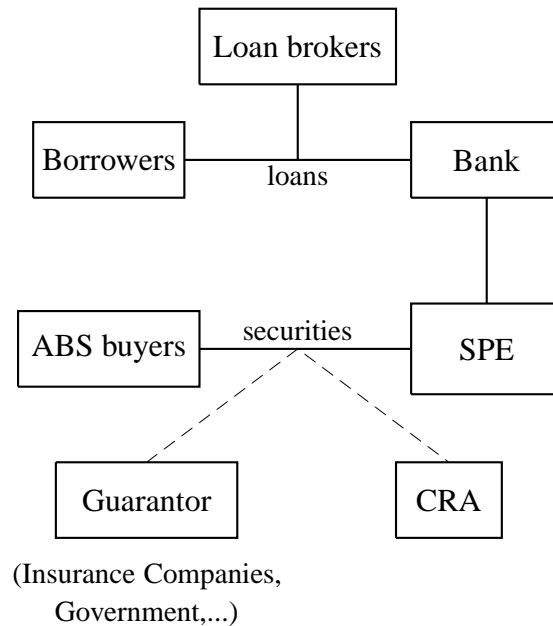 Loan brokers
Borrowers
Bank
loans
securities
ABS buyers
SPE
Guarantor
CRA
(Insurance Companies,
Government,...)